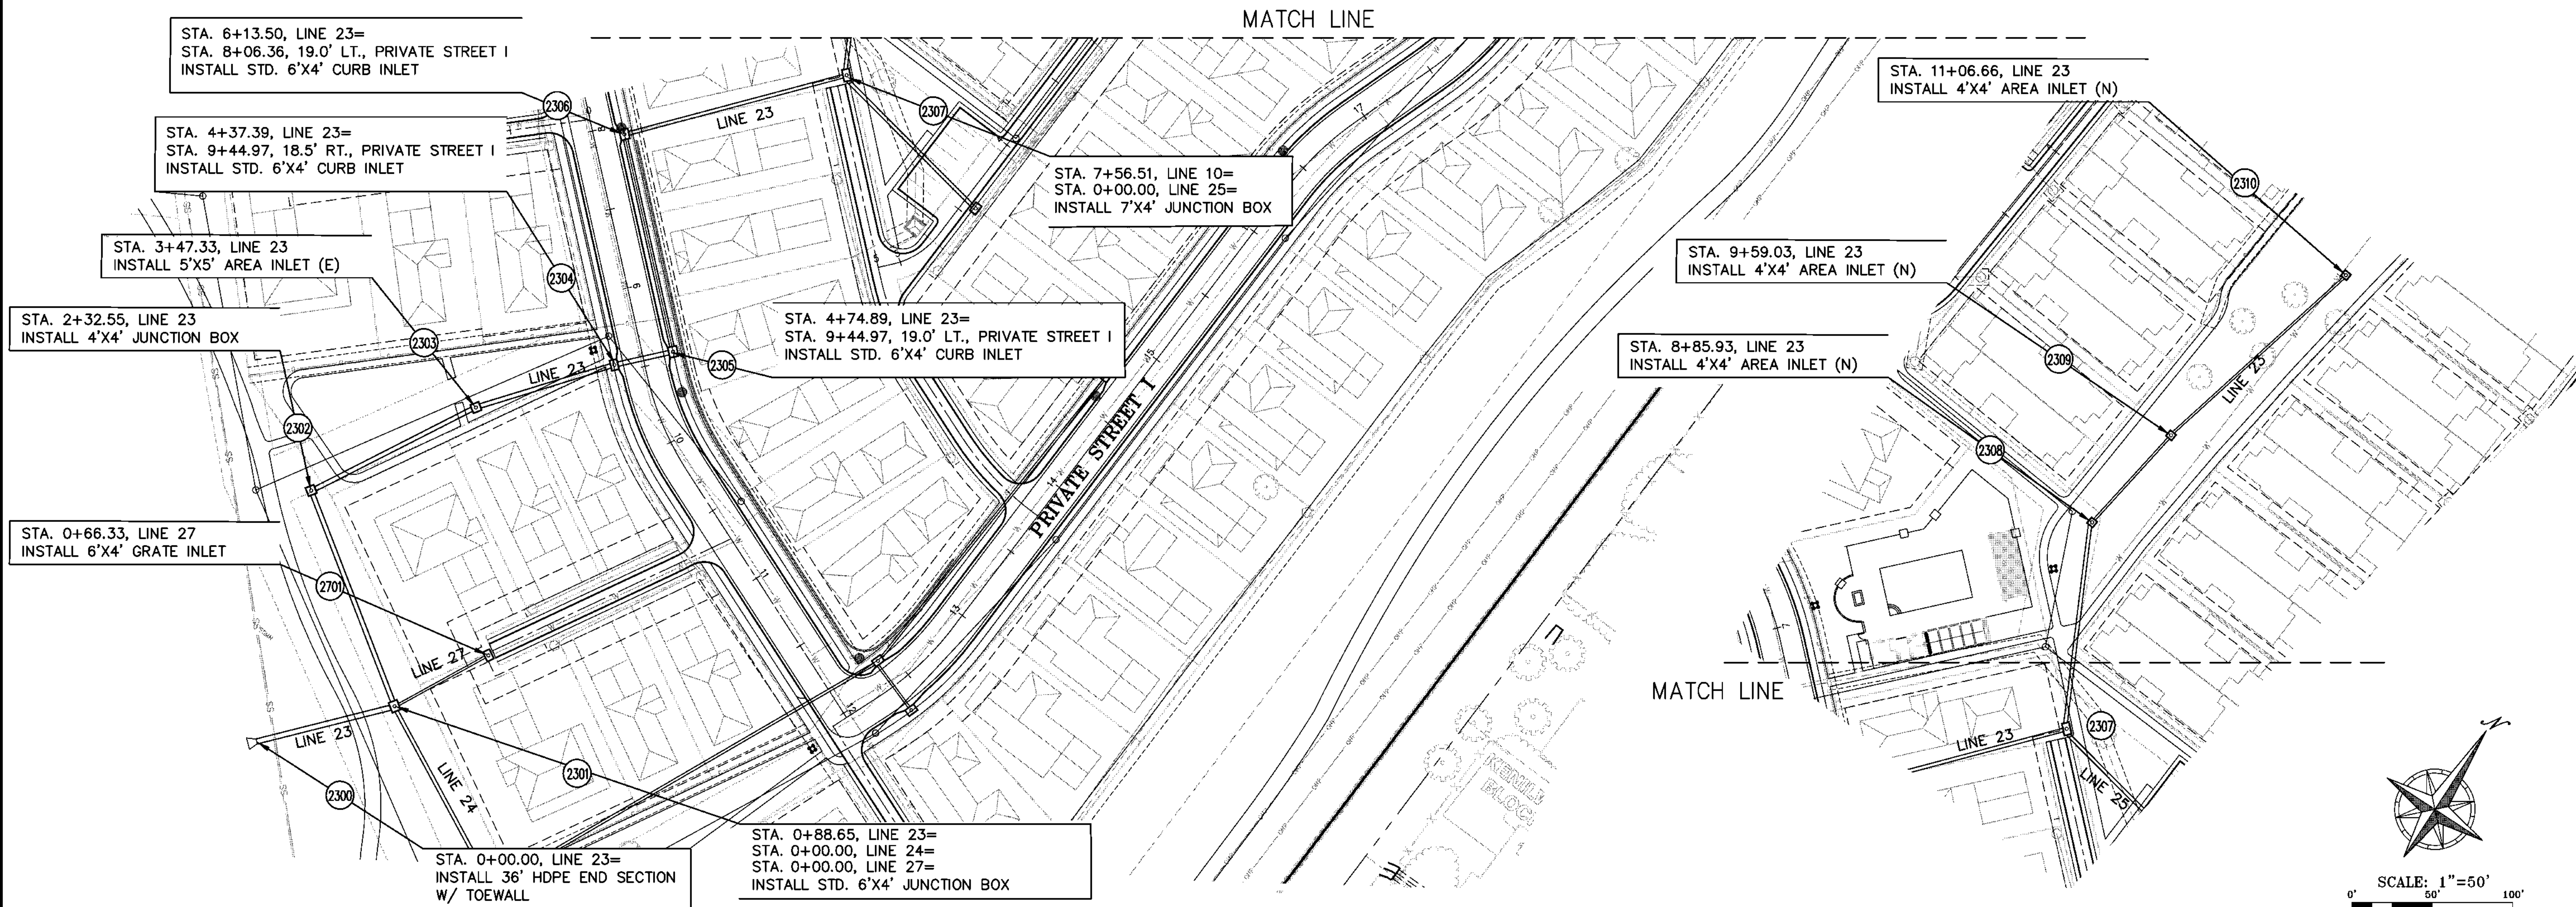 MATCH LINE
STA. 6+13.50, LINE 23=
STA. 8+06.36, 19.0' LT., PRIVATE STREET I
INSTALL STD. 6'X4' CURB INLET
STA. 4+37.39, LINE 23=
STA. 9+44.97, 18.5' RT., PRIVATE STREET I
INSTALL STD. 6'X4' CURB INLET
STA. 3+47.33, LINE 23
INSTALL 5'X5' AREA INLET (E)
STA. 2+32.55, LINE 23
INSTALL 4'X4' JUNCTION BOX
STA. 0+66.33, LINE 27
INSTALL 6'X4' GRATE INLET
STA. 0+00.00, LINE 23=
INSTALL 36' HDPE END SECTION
W/ TOEWALL
STA. 0+88.65, LINE 23=
STA. 0+00.00, LINE 24=
STA. 0+00.00, LINE 27=
INSTALL STD. 6'X4' JUNCTION BOX
STA. 4+74.89, LINE 23=
STA. 9+44.97, 19.0' LT., PRIVATE STREET I
INSTALL STD. 6'X4' CURB INLET
STA. 7+56.51, LINE 10=
STA. 0+00.00, LINE 25=
INSTALL 7'X4' JUNCTION BOX
2306
2307
2304
2303
2305
2302
2701
2301
2300
LINE 23
LINE 23
LINE 27
LINE 23
LINE 24
PRIVATE STREET I
17
15
14
13
10
9
8
STA. 11+06.66, LINE 23
INSTALL 4'X4' AREA INLET (N)
STA. 9+59.03, LINE 23
INSTALL 4'X4' AREA INLET (N)
STA. 8+85.93, LINE 23
INSTALL 4'X4' AREA INLET (N)
2310
2309
2308
2307
LINE 23
LINE 23
LINE 25
MATCH LINE
7
N
SCALE: 1"=50'
0' 50' 100'